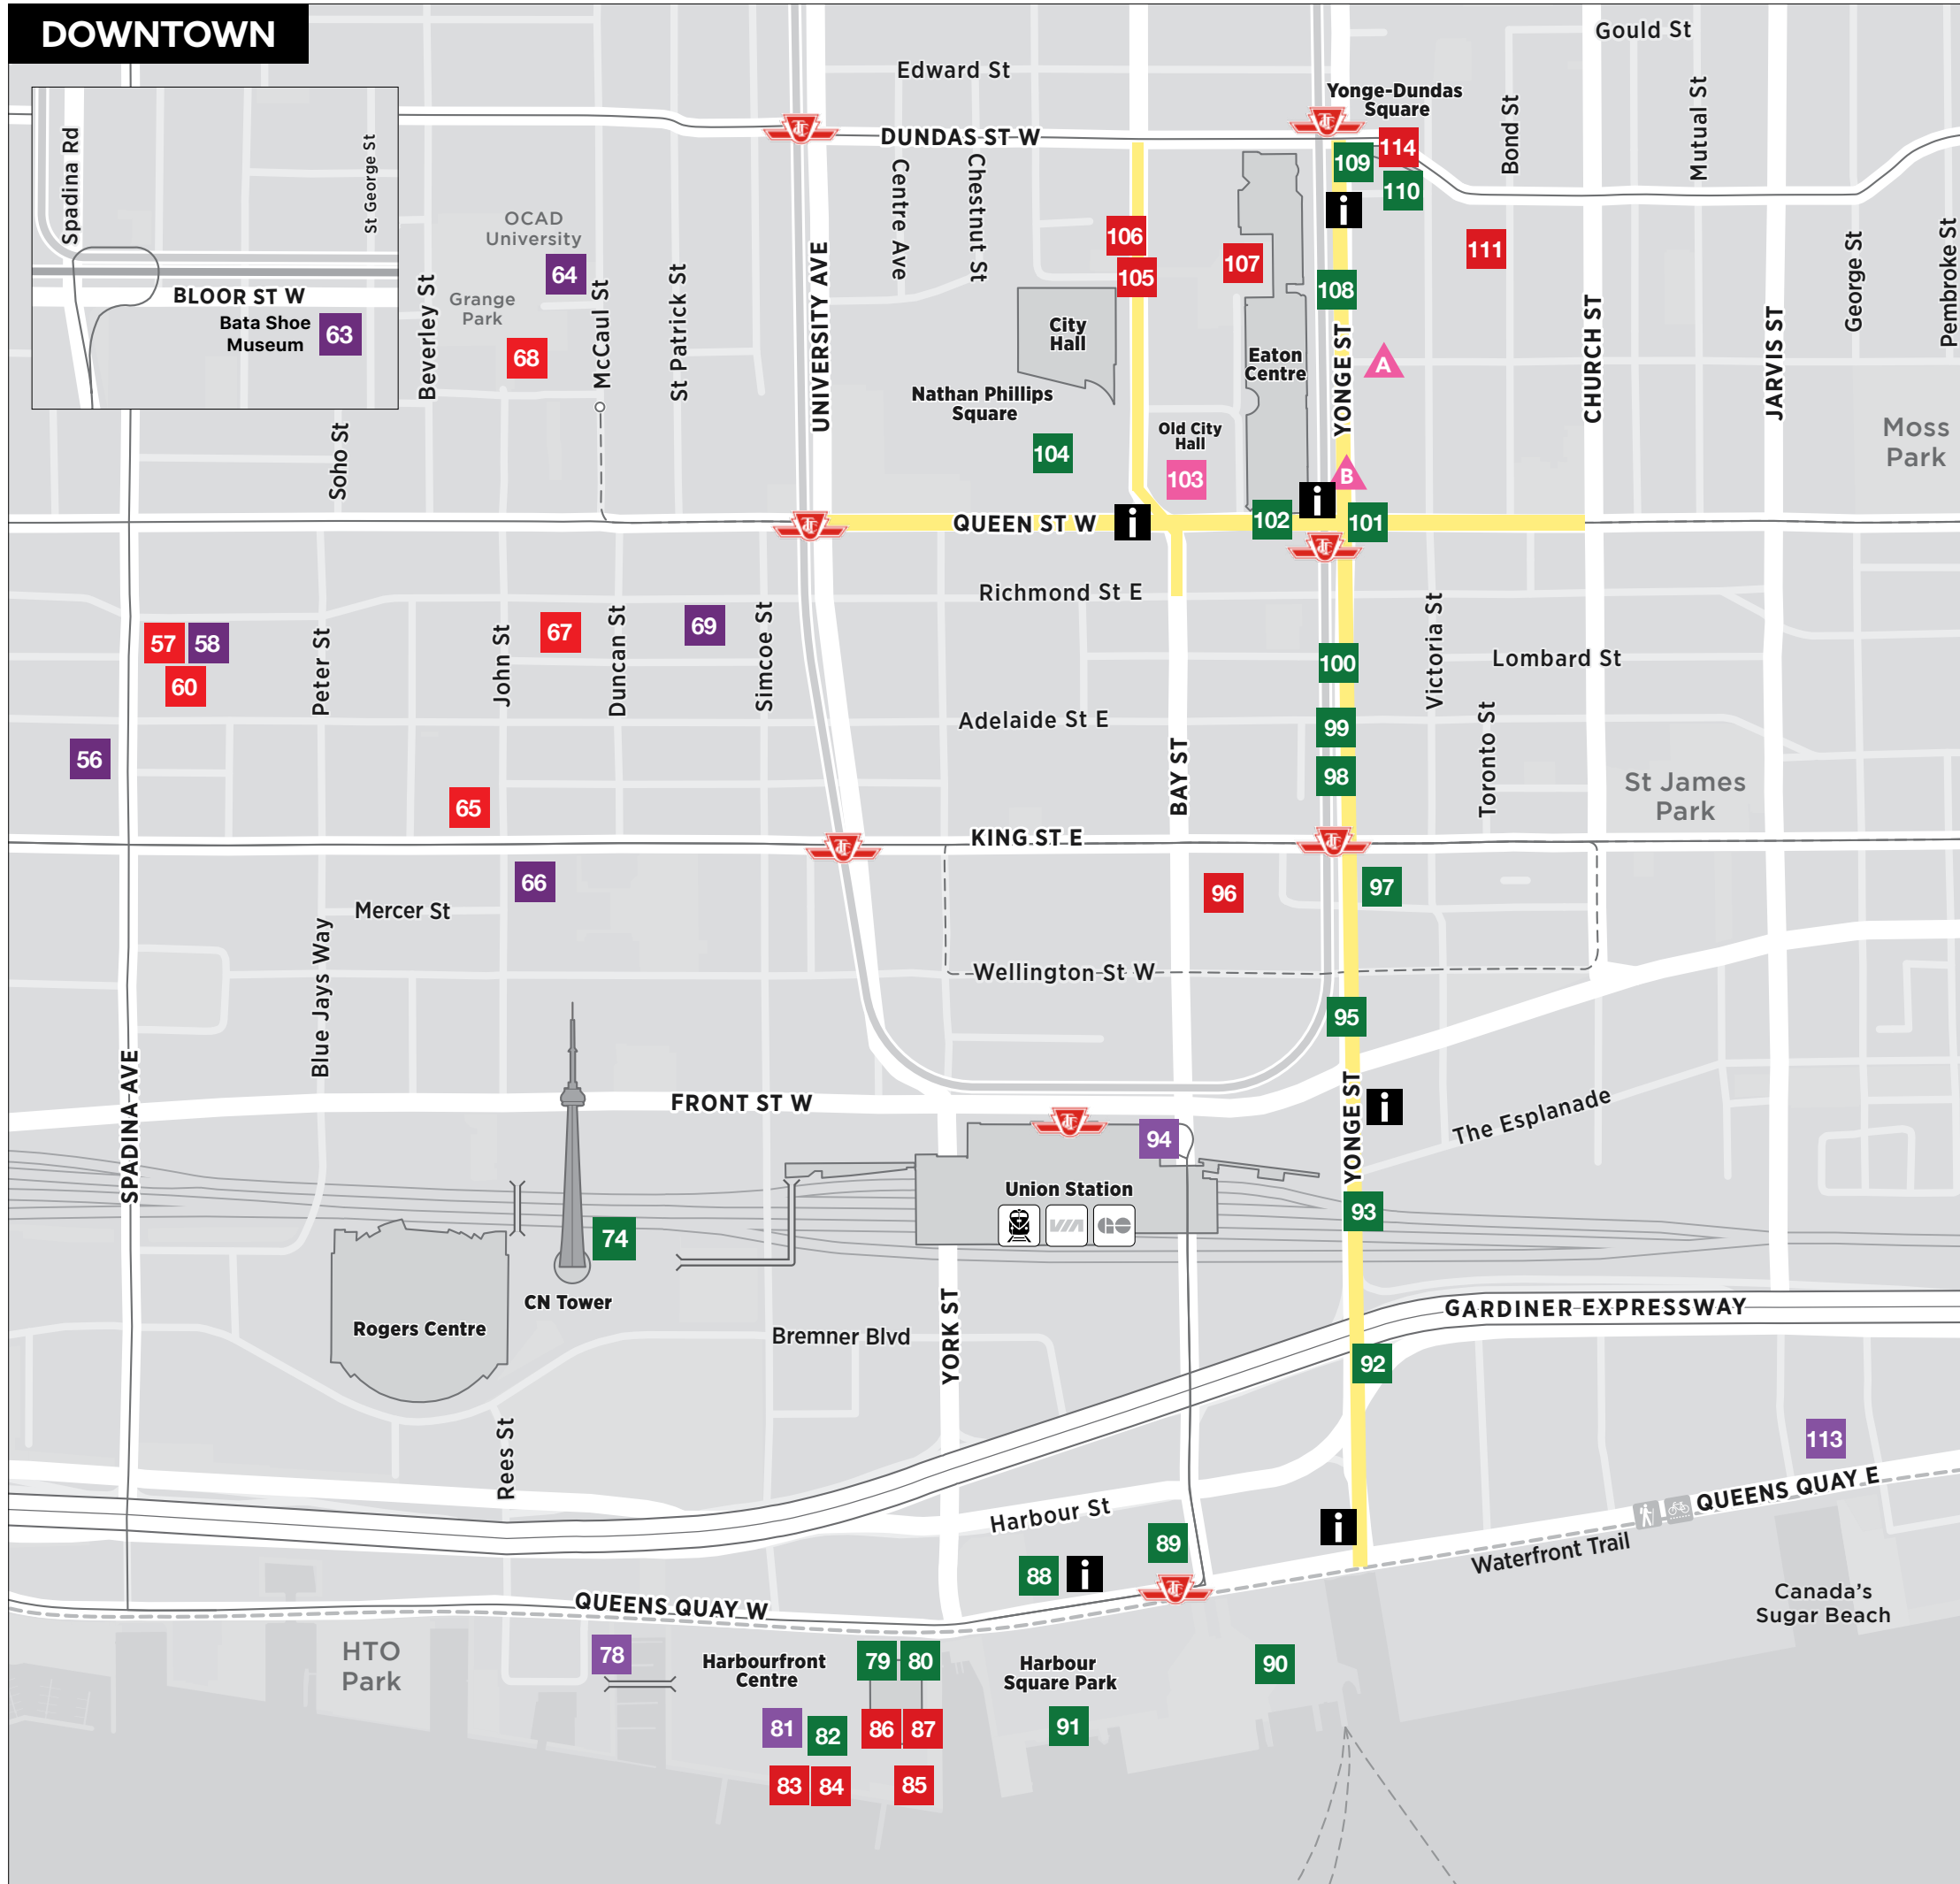 DOWNTOWN
Gould St
Edward St
Yonge-Dundas
Square
Bond St
Mutual St
DUNDAS ST W
114
109
110
i
Spadina Rd
St George St
BLOOR ST W
Bata Shoe
Museum
63
OCAD
University
64
Grange
Park
68
Beverley St
McCaul St
St Patrick St
UNIVERSITY AVE
Centre Ave
Chestnut St
106
105
107
111
108
George St
Pembroke St
City
Hall
Eaton
Centre
YONGE ST
A
CHURCH ST
JARVIS ST
Nathan Phillips
Square
Old City
Hall
104
103
B
Moss
Park
Soho St
QUEEN ST W
i
102
i
101
Richmond St E
57
58
60
Peter St
John St
67
Duncan St
69
Simcoe St
100
Victoria St
Lombard St
Adelaide St E
99
98
BAY ST
Toronto St
St James
Park
56
65
KING ST E
66
96
97
Mercer St
Blue Jays Way
Wellington St W
95
SPADINA AVE
FRONT ST W
YONGE ST
i
The Esplanade
94
Union Station
VIA
GO
93
74
CN Tower
Rogers Centre
Bremner Blvd
YORK ST
GARDINER EXPRESSWAY
92
Rees St
113
QUEENS QUAY E
Harbour St
i
89
88
i
Waterfront Trail
Canada's
Sugar Beach
QUEENS QUAY W
HTO
Park
78
Harbourfront
Centre
79
80
Harbour
Square Park
90
81
82
86
87
91
83
84
85